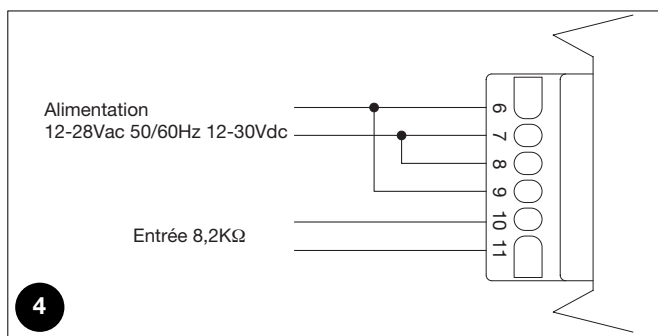 Alimentation
12-28Vac 50/60Hz 12-30Vdc
Entrée 8,2KΩ
6
7
8
9
10
11
4